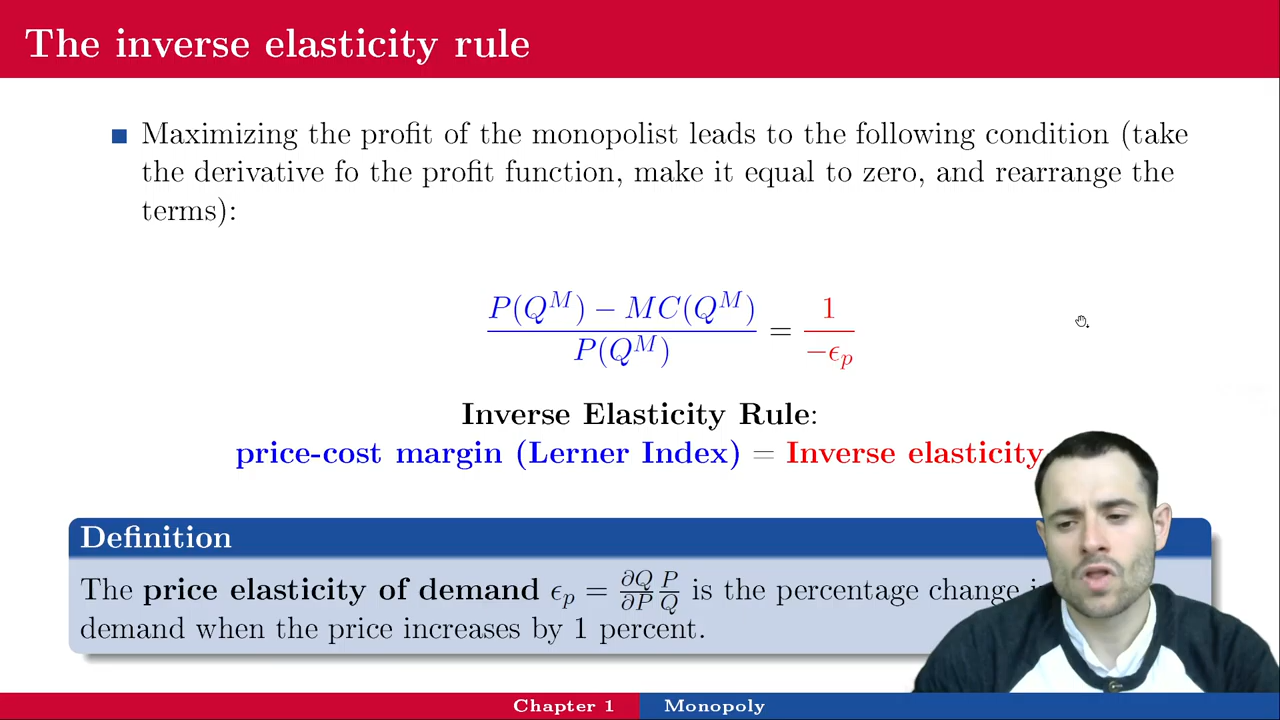 The inverse elasticity rule
Maximizing the profit of the monopolist leads to the following condition (take
the derivative fo the profit function, make it equal to zero, and rearrange the
terms):
P(Q^M) − MC(Q^M) / P(Q^M) = 1 / −ϵ_p
Inverse Elasticity Rule:
price-cost margin (Lerner Index) = Inverse elasticity
Definition
The price elasticity of demand ϵ_p = ∂Q/∂P P/Q is the percentage change
demand when the price increases by 1 percent.
Chapter 1 Monopoly